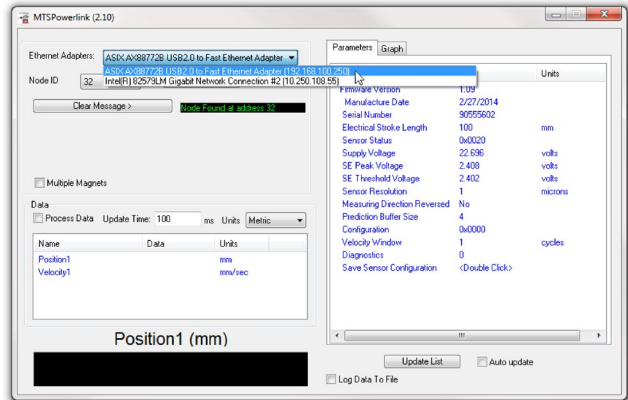 MTSPowerlink (2.10)
Ethernet Adapters:
ASIX AX88772B USB2.0 to Fast Ethernet Adapter
ASIX AX88772B USB2.0 to Fast Ethernet Adapter (192.168.100.250)
Intel(R) 82579LM Gigabit Network Connection #2 (10.250.108.55)
Node ID 32
Clear Message > Node Found at address 32
Multiple Magnets
Data
Process Data Update Time: 100 ms Units Metric
Name Data Units
Position1 mm
Velocity1 mm/sec
Position1 (mm)
Parameters Graph
Units
Firmware Version 1.09
Manufacture Date 2/27/2014
Serial Number 90555602
Electrical Stroke Length 100 mm
Sensor Status 0x0020
Supply Voltage 22.696 volts
SE Peak Voltage 2.408 volts
SE Threshold Voltage 2.402 volts
Sensor Resolution 1 microns
Measuring Direction Reversed No
Prediction Buffer Size 4
Configuration 0x0000
Velocity Window 1 cycles
Diagnostics 0
Save Sensor Configuration <Double Click>
Update List Auto update
Log Data To File